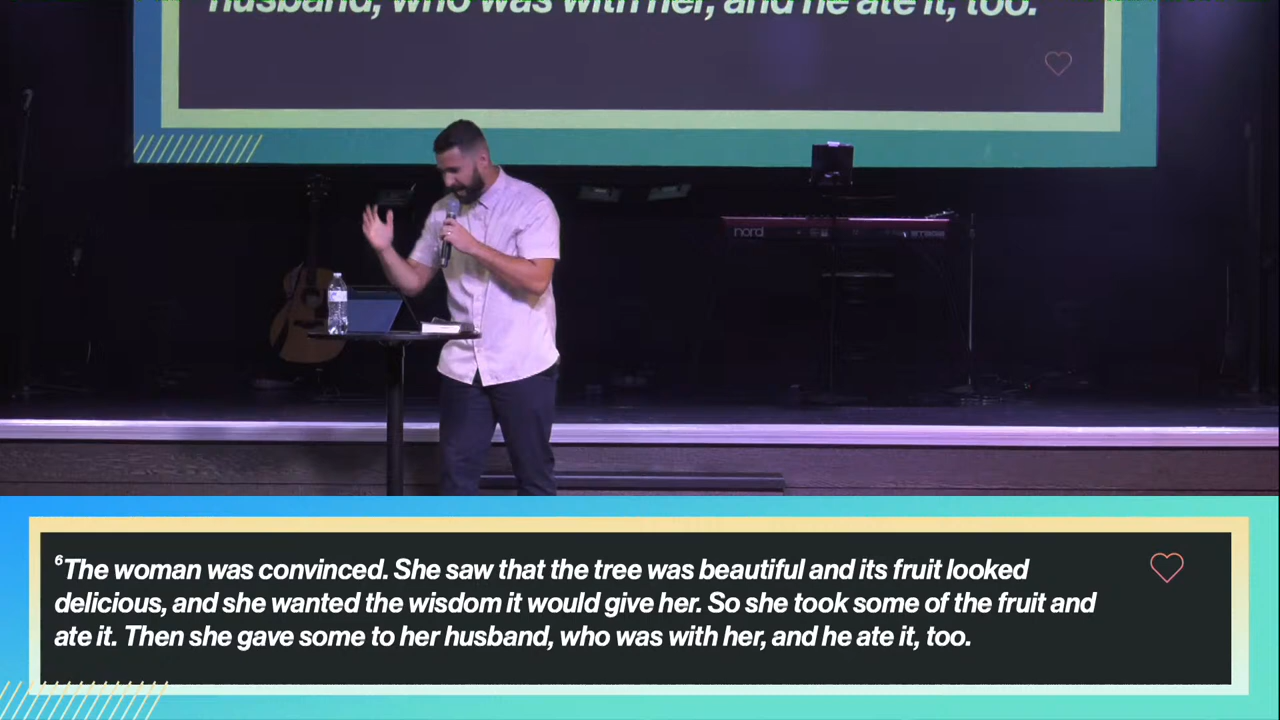 husband, who was with her, and he ate it, too.
nord
⁶The woman was convinced. She saw that the tree was beautiful and its fruit looked
delicious, and she wanted the wisdom it would give her. So she took some of the fruit and
ate it. Then she gave some to her husband, who was with her, and he ate it, too.